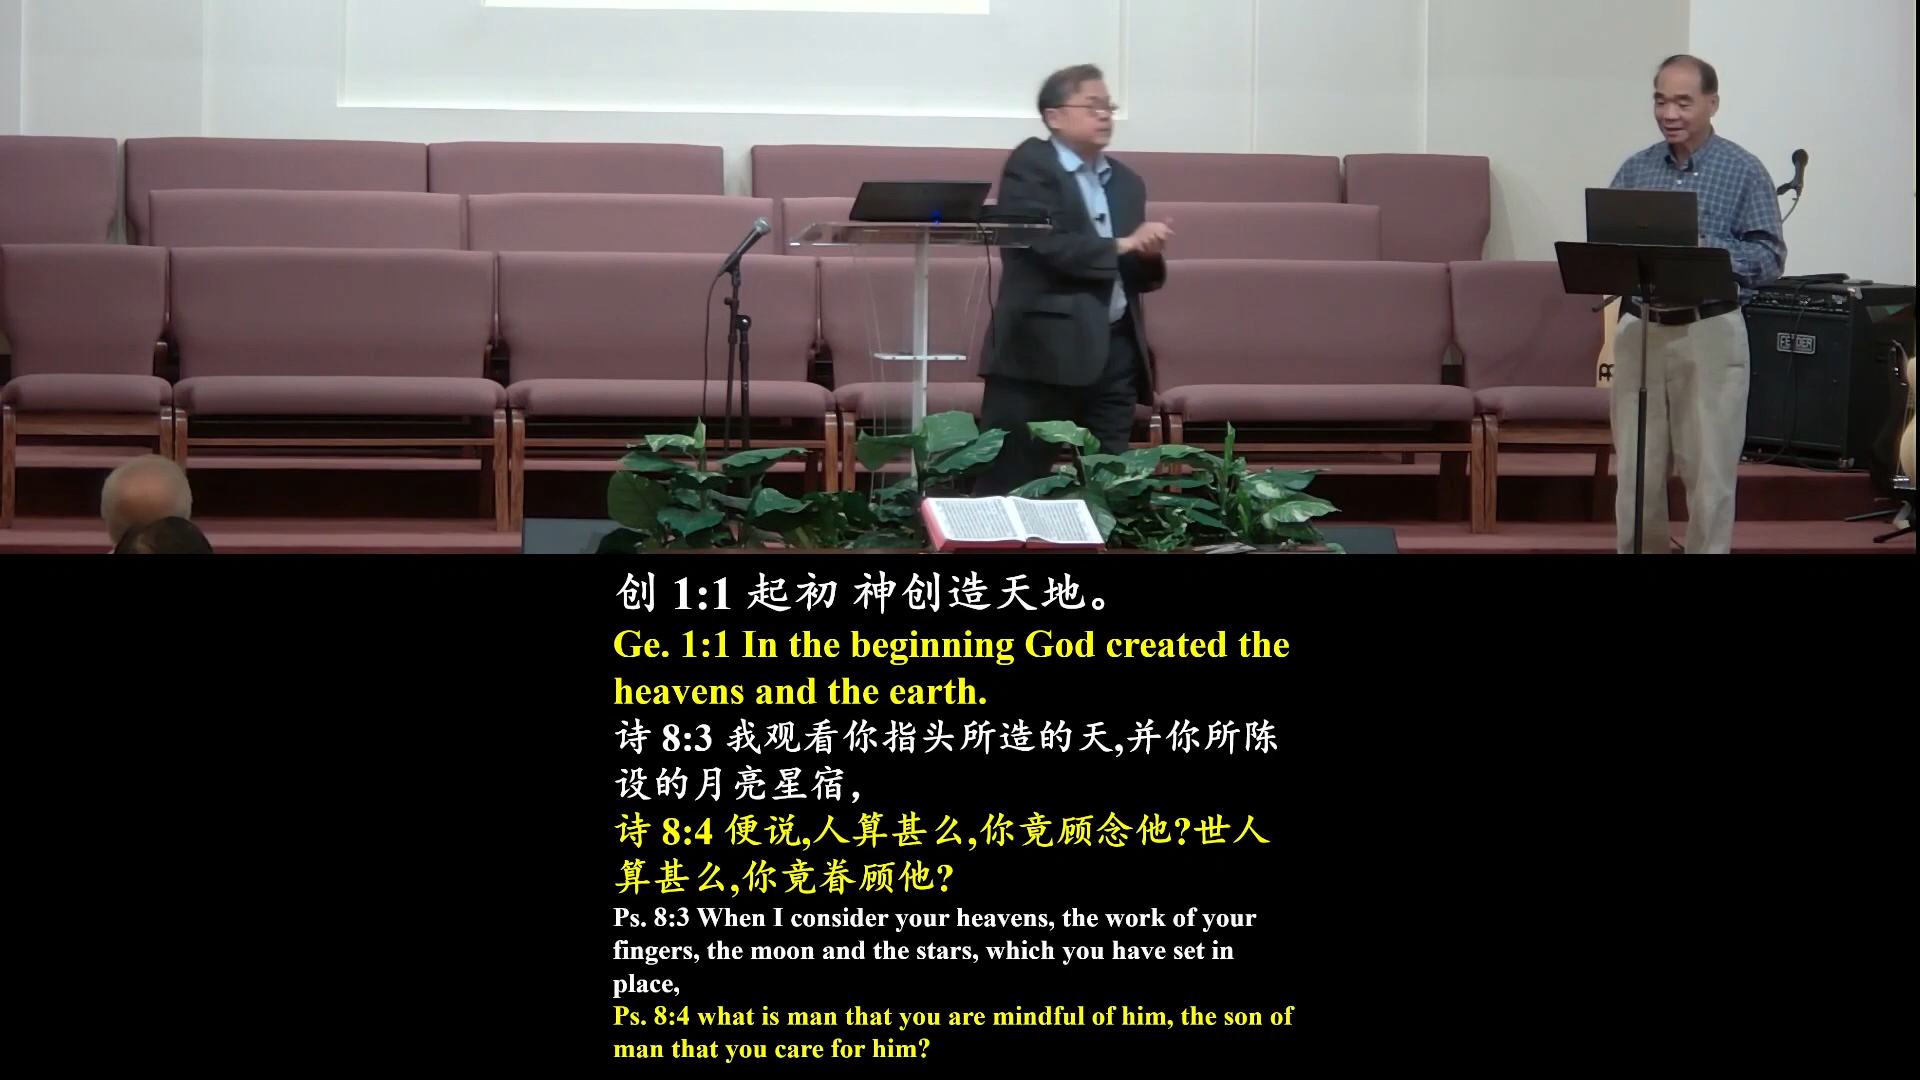 FENDER
创 1:1 起初 神创造天地。
Ge. 1:1 In the beginning God created the
heavens and the earth.
诗 8:3 我观看你指头所造的天,并你所陈
设的月亮星宿,
诗 8:4 便说,人算甚么,你竟顾念他?世人
算甚么,你竟眷顾他?
Ps. 8:3 When I consider your heavens, the work of your
fingers, the moon and the stars, which you have set in
place,
Ps. 8:4 what is man that you are mindful of him, the son of
man that you care for him?